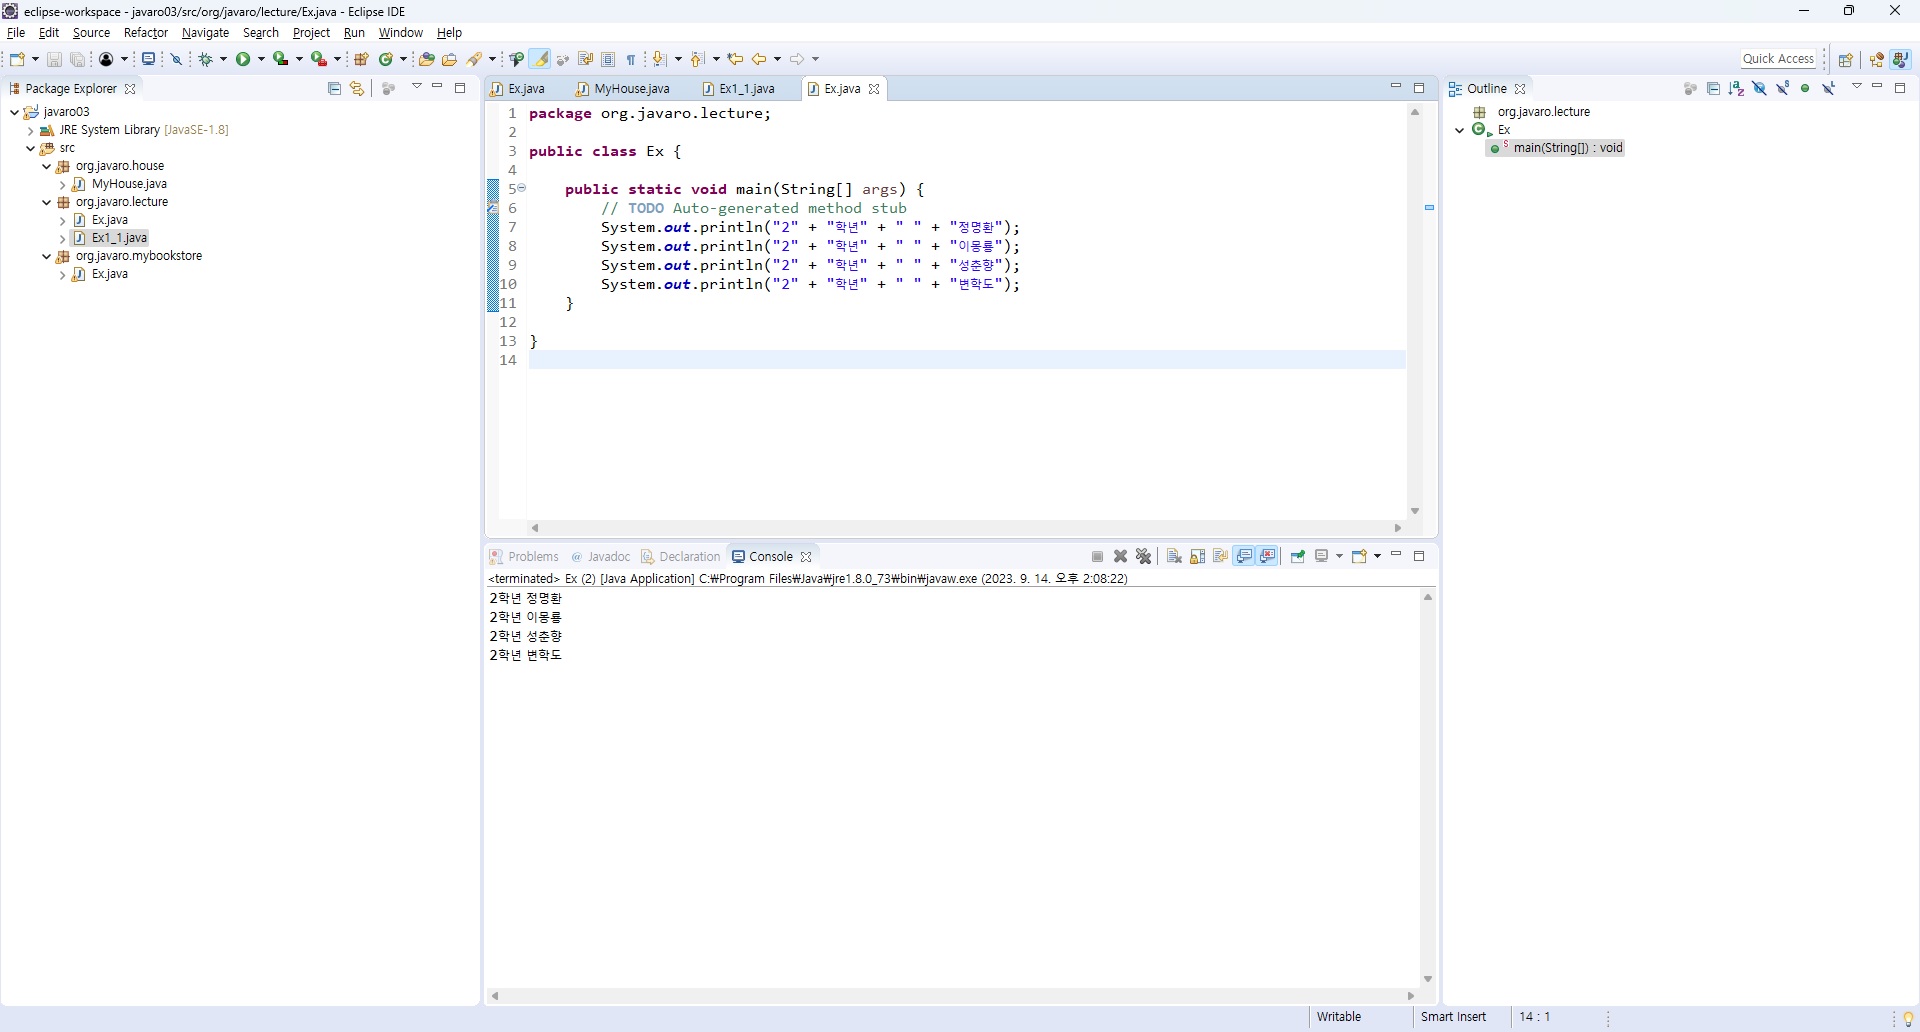 eclipse-workspace - javaro03/src/org/javaro/lecture/Ex.java - Eclipse IDE
File Edit Source Refactor Navigate Search Project Run Window Help
Quick Access
Package Explorer
javaro03
JRE System Library [JavaSE-1.8]
src
org.javaro.house
MyHouse.java
org.javaro.lecture
Ex.java
Ex1_1.java
org.javaro.mybookstore
Ex.java
Ex.java MyHouse.java Ex1_1.java Ex.java
1 package org.javaro.lecture;
2
3 public class Ex {
4
5 public static void main(String[] args) {
6 // TODO Auto-generated method stub
7 System.out.println("2" + "학년" + " " + "정명환");
8 System.out.println("2" + "학년" + " " + "이몽룡");
9 System.out.println("2" + "학년" + " " + "성춘향");
10 System.out.println("2" + "학년" + " " + "변학도");
11 }
12
13 }
14
Problems @ Javadoc Declaration Console
<terminated> Ex (2) [Java Application] C:₩Program Files₩Java₩jre1.8.0_73₩bin₩javaw.exe (2023. 9. 14. 오후 2:08:22)
2학년 정명환
2학년 이몽룡
2학년 성춘향
2학년 변학도
Outline
org.javaro.lecture
Ex
main(String[]) : void
Writable Smart Insert 14 : 1